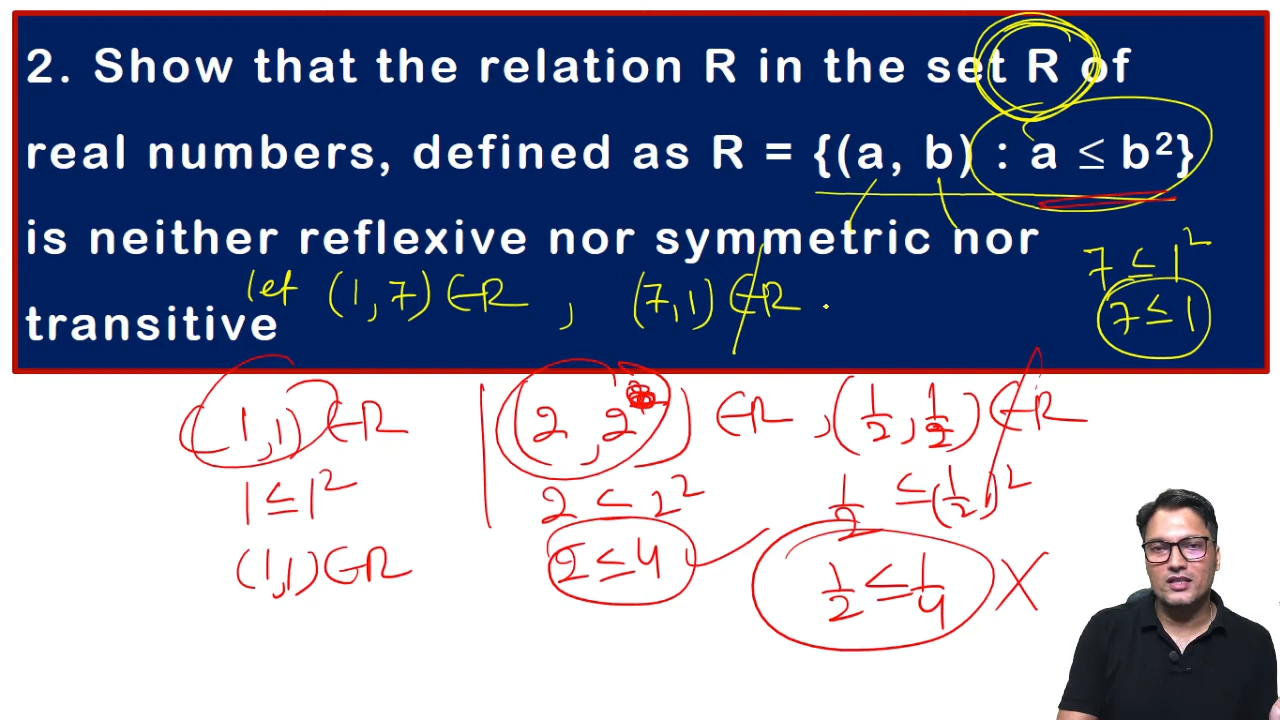 2. Show that the relation R in the set R of
real numbers, defined as R = {(a, b) : a ≤ b²}
is neither reflexive nor symmetric nor
transitive
let (1,7) ∈ R , (7,1) ∉ R .
7 ≤ 1²
7 ≤ 1
(1,1) ∈ R
1 ≤ 1²
(1,1) ∈ R
(2,2) ∈ R , (1/2, 1/2) ∉ R
2 ≤ 2²
2 ≤ 4
1/2 ≤ (1/2)²
1/2 ≤ 1/4 X